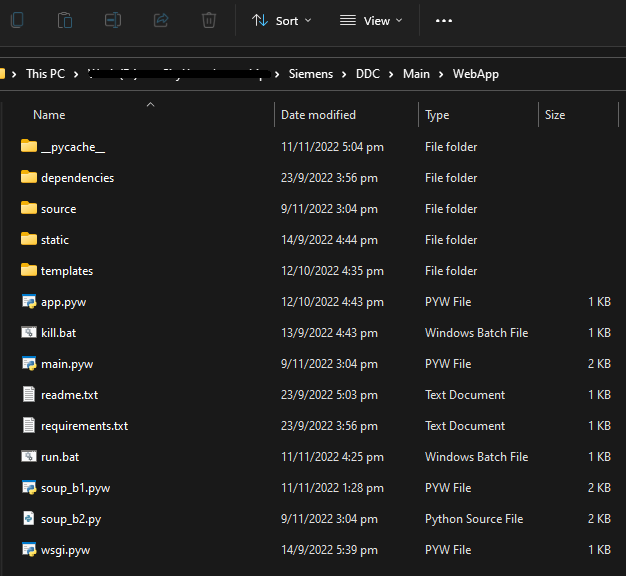 Sort View
This PC Siemens DDC Main WebApp
Name Date modified Type Size
__pycache__ 11/11/2022 5:04 pm File folder
dependencies 23/9/2022 3:56 pm File folder
source 9/11/2022 3:04 pm File folder
static 14/9/2022 4:44 pm File folder
templates 12/10/2022 4:35 pm File folder
app.pyw 12/10/2022 4:43 pm PYW File 1 KB
kill.bat 13/9/2022 4:43 pm Windows Batch File 1 KB
main.pyw 9/11/2022 3:04 pm PYW File 2 KB
readme.txt 23/9/2022 5:03 pm Text Document 1 KB
requirements.txt 23/9/2022 3:56 pm Text Document 1 KB
run.bat 11/11/2022 4:25 pm Windows Batch File 1 KB
soup_b1.pyw 11/11/2022 1:28 pm PYW File 2 KB
soup_b2.py 9/11/2022 3:04 pm Python Source File 2 KB
wsgi.pyw 14/9/2022 5:39 pm PYW File 1 KB